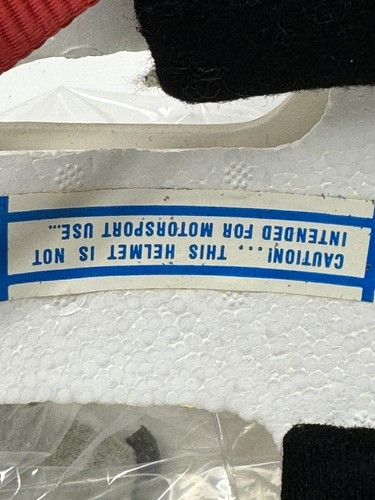 CAUTION!... THIS HELMET IS NOT
INTENDED FOR MOTORSPORT USE...